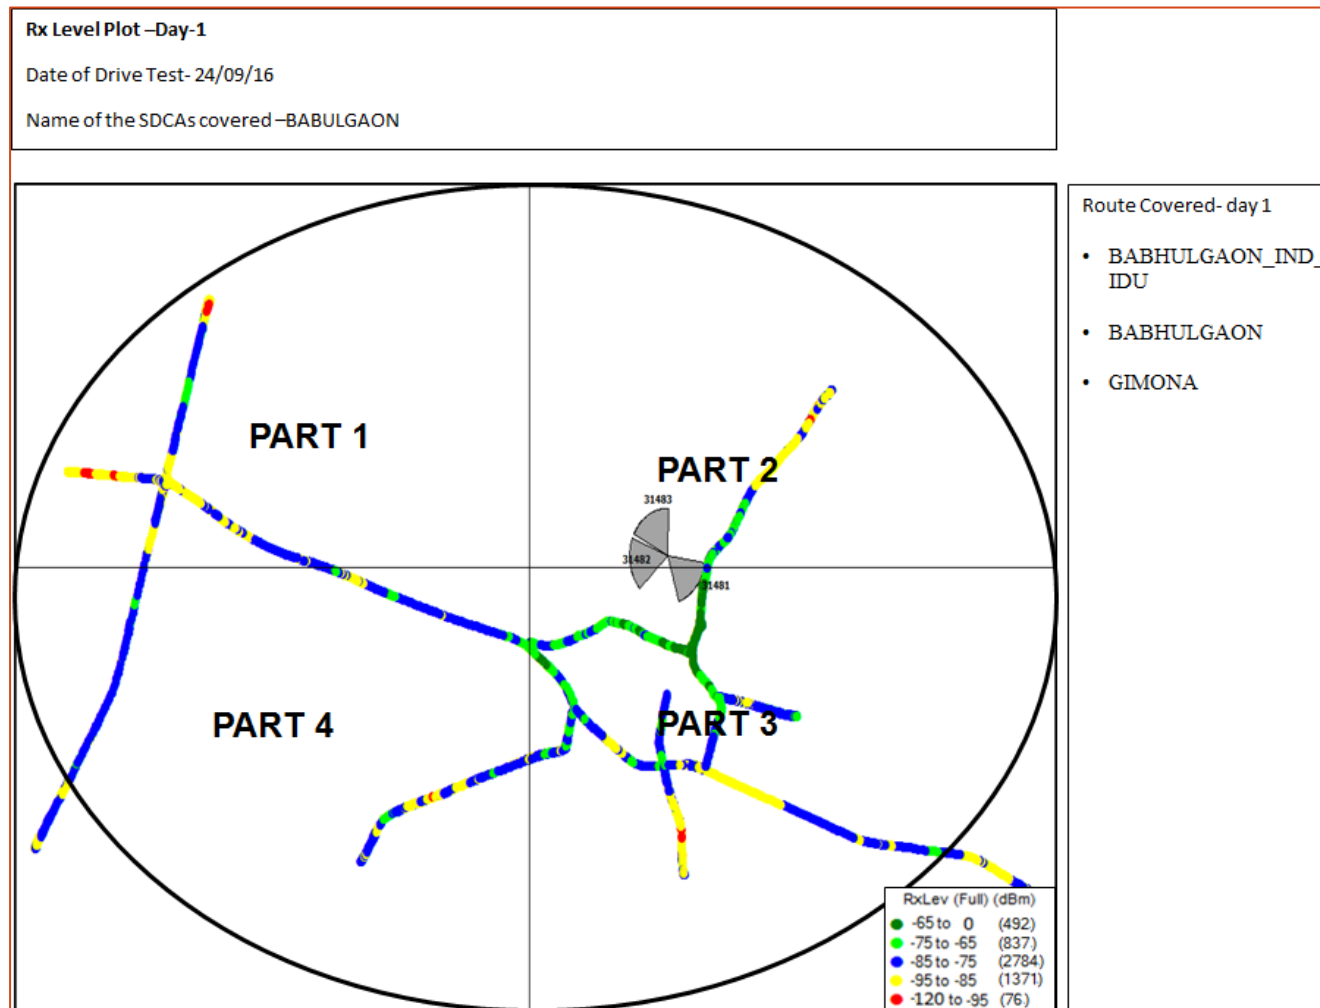 Rx Level Plot –Day-1
Date of Drive Test- 24/09/16
Name of the SDCAs covered –BABULGAON
Route Covered- day 1
• BABHULGAON_IND_
IDU
• BABHULGAON
• GIMONA
PART 1
PART 2
31483
31482
31481
PART 4
PART 3
RxLev (Full) (dBm)
-65 to 0 (492)
-75 to -65 (837)
-85 to -75 (2784)
-95 to -85 (1371)
-120 to -95 (76)